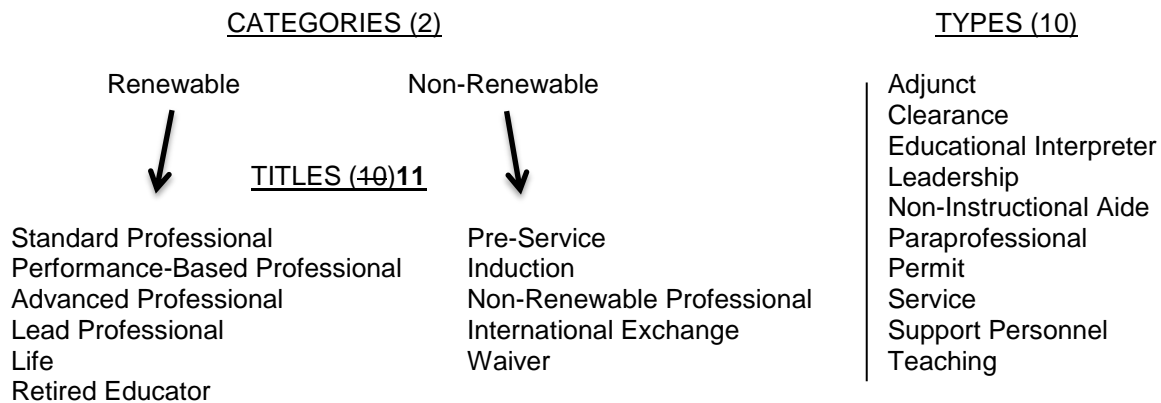 CATEGORIES (2)
Renewable
Non-Renewable
TITLES (10)11
Standard Professional
Performance-Based Professional
Advanced Professional
Lead Professional
Life
Retired Educator
Pre-Service
Induction
Non-Renewable Professional
International Exchange
Waiver
TYPES (10)
Adjunct
Clearance
Educational Interpreter
Leadership
Non-Instructional Aide
Paraprofessional
Permit
Service
Support Personnel
Teaching